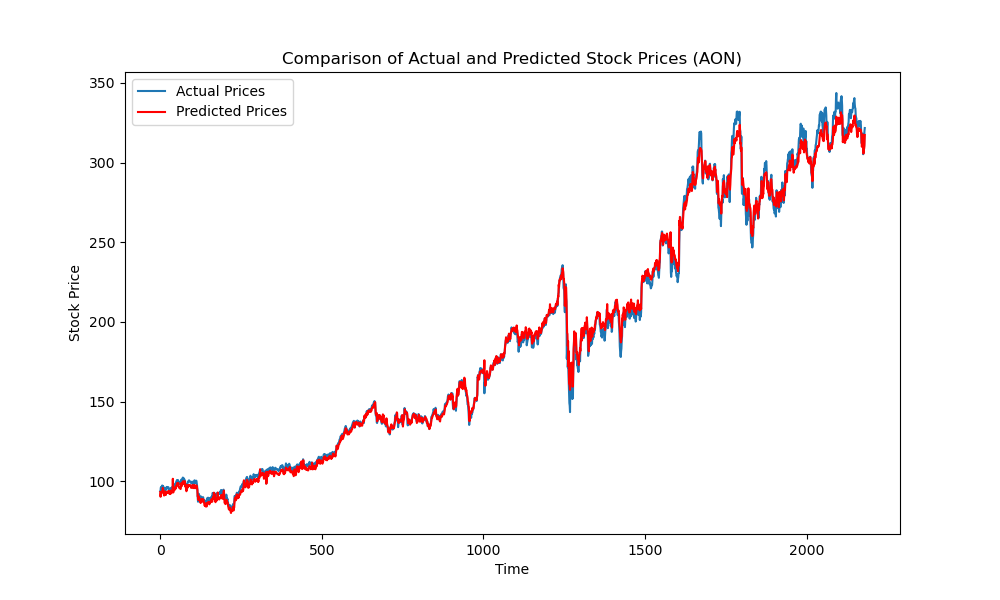 Comparison of Actual and Predicted Stock Prices (AON)
Actual Prices
Predicted Prices
Stock Price
350
300
250
200
150
100
0 500 1000 1500 2000
Time